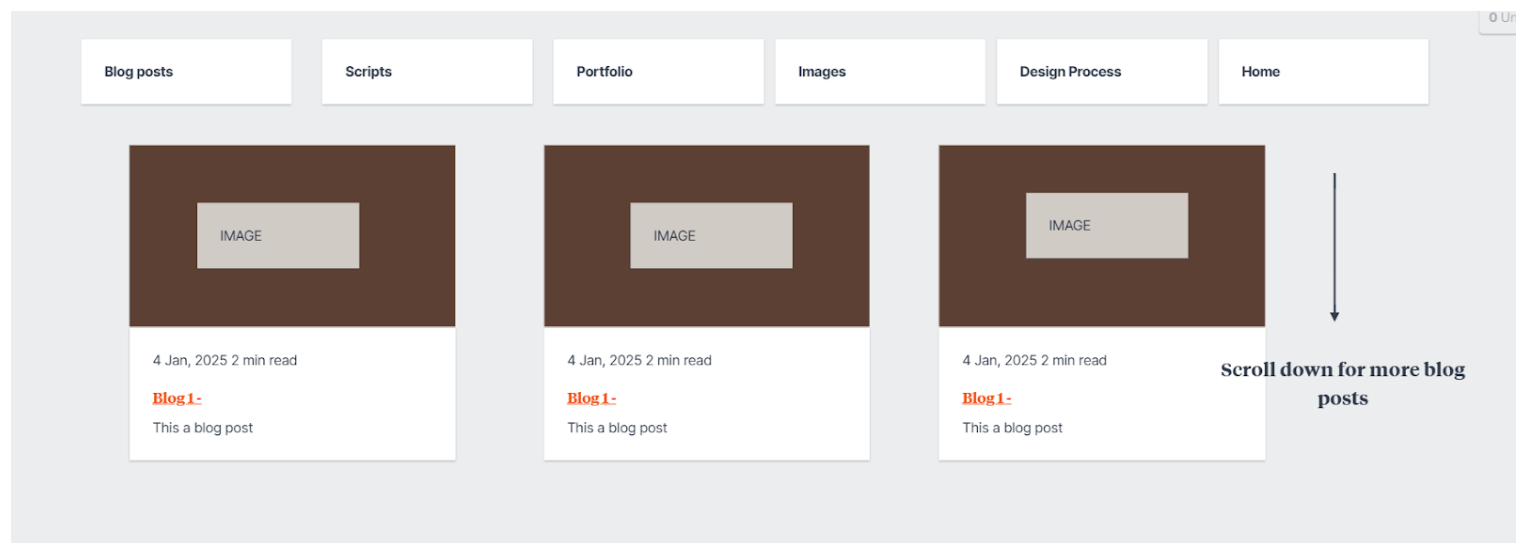 0 Un
Blog posts
Scripts
Portfolio
Images
Design Process
Home
IMAGE
IMAGE
IMAGE
4 Jan, 2025 2 min read
Blog 1 -
This a blog post
4 Jan, 2025 2 min read
Blog 1 -
This a blog post
4 Jan, 2025 2 min read
Blog 1 -
This a blog post
Scroll down for more blog
posts